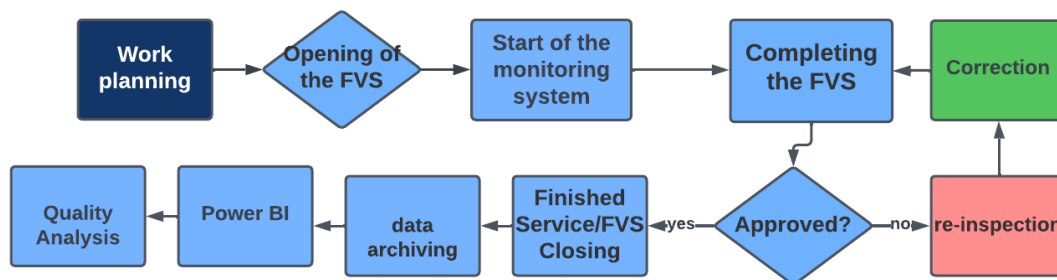 Work
planning
Opening of
the FVS
Start of the
monitoring
system
Completing
the FVS
Correction
Quality
Analysis
Power BI
data
archiving
Finished
Service/FVS
Closing
yes
Approved?
no
re-inspection